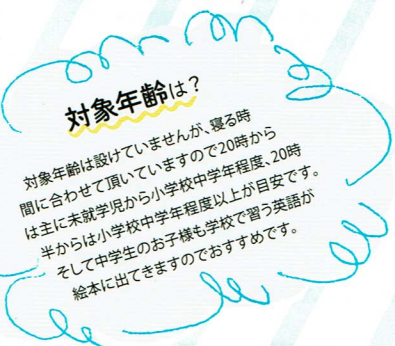 対象年齢は?
対象年齢は設けていませんが、寝る時
間に合わせて頂いていますので20時から
は主に未就学児から小学校中学年程度、20時
半からは小学校中学年程度以上が目安です。
そして中学生のお子様も学校で習う英語が
絵本に出てきますのでおすすめです。